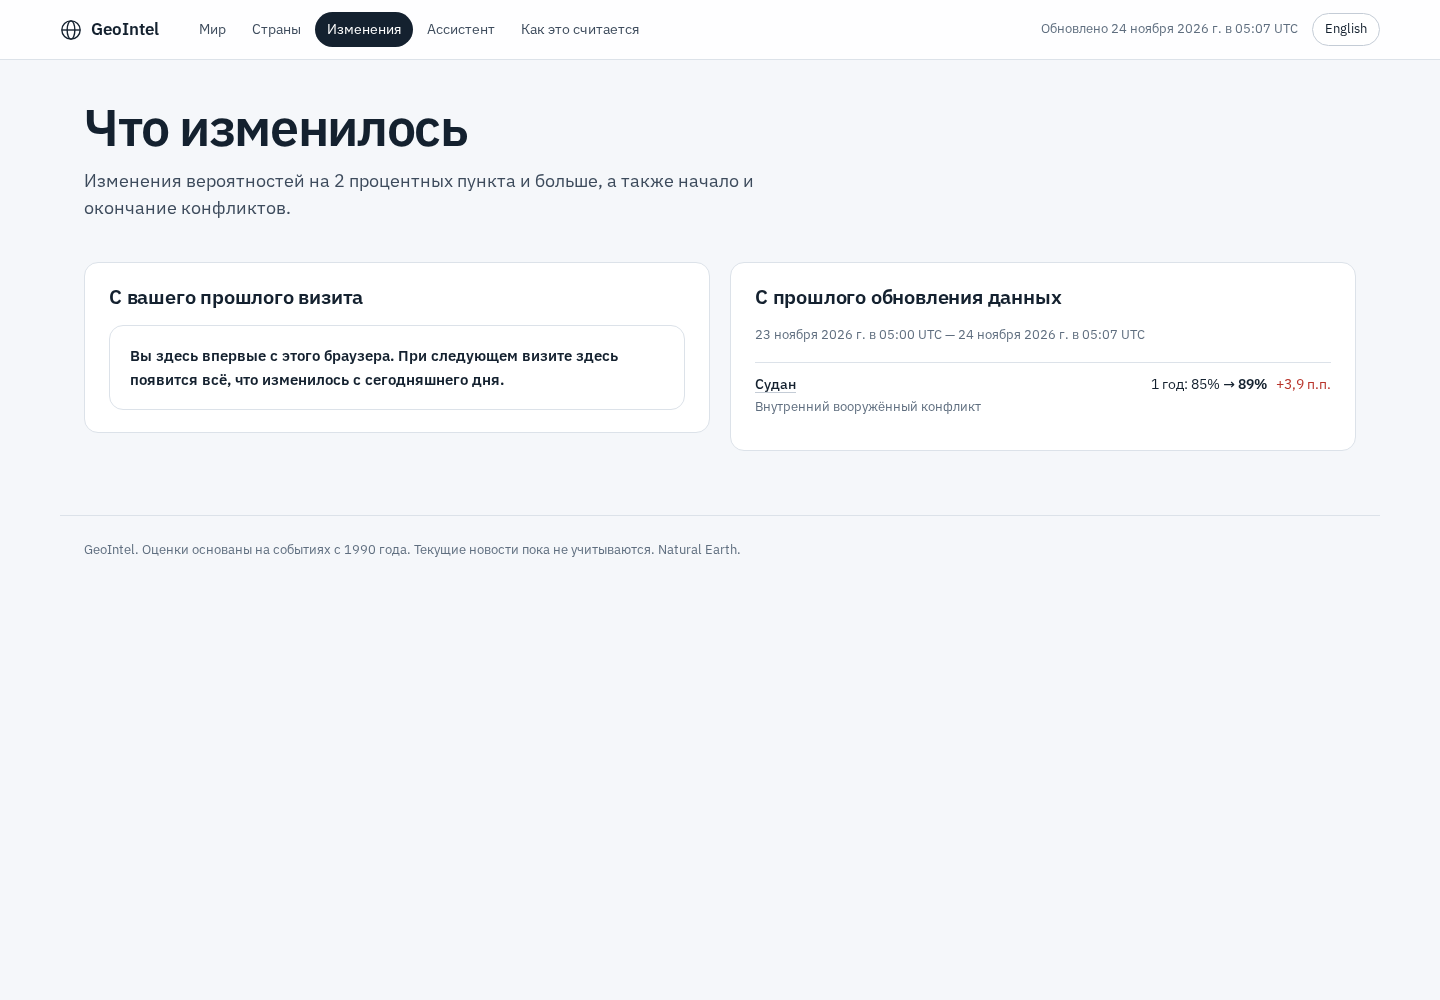 GeoIntel
Мир
Страны
Изменения
Ассистент
Как это считается
Обновлено 24 ноября 2026 г. в 05:07 UTC
English
Что изменилось
Изменения вероятностей на 2 процентных пункта и больше, а также начало и
окончание конфликтов.
С вашего прошлого визита
Вы здесь впервые с этого браузера. При следующем визите здесь
появится всё, что изменилось с сегодняшнего дня.
С прошлого обновления данных
23 ноября 2026 г. в 05:00 UTC — 24 ноября 2026 г. в 05:07 UTC
Судан
1 год: 85% → 89% +3,9 п.п.
Внутренний вооружённый конфликт
GeoIntel. Оценки основаны на событиях с 1990 года. Текущие новости пока не учитываются. Natural Earth.